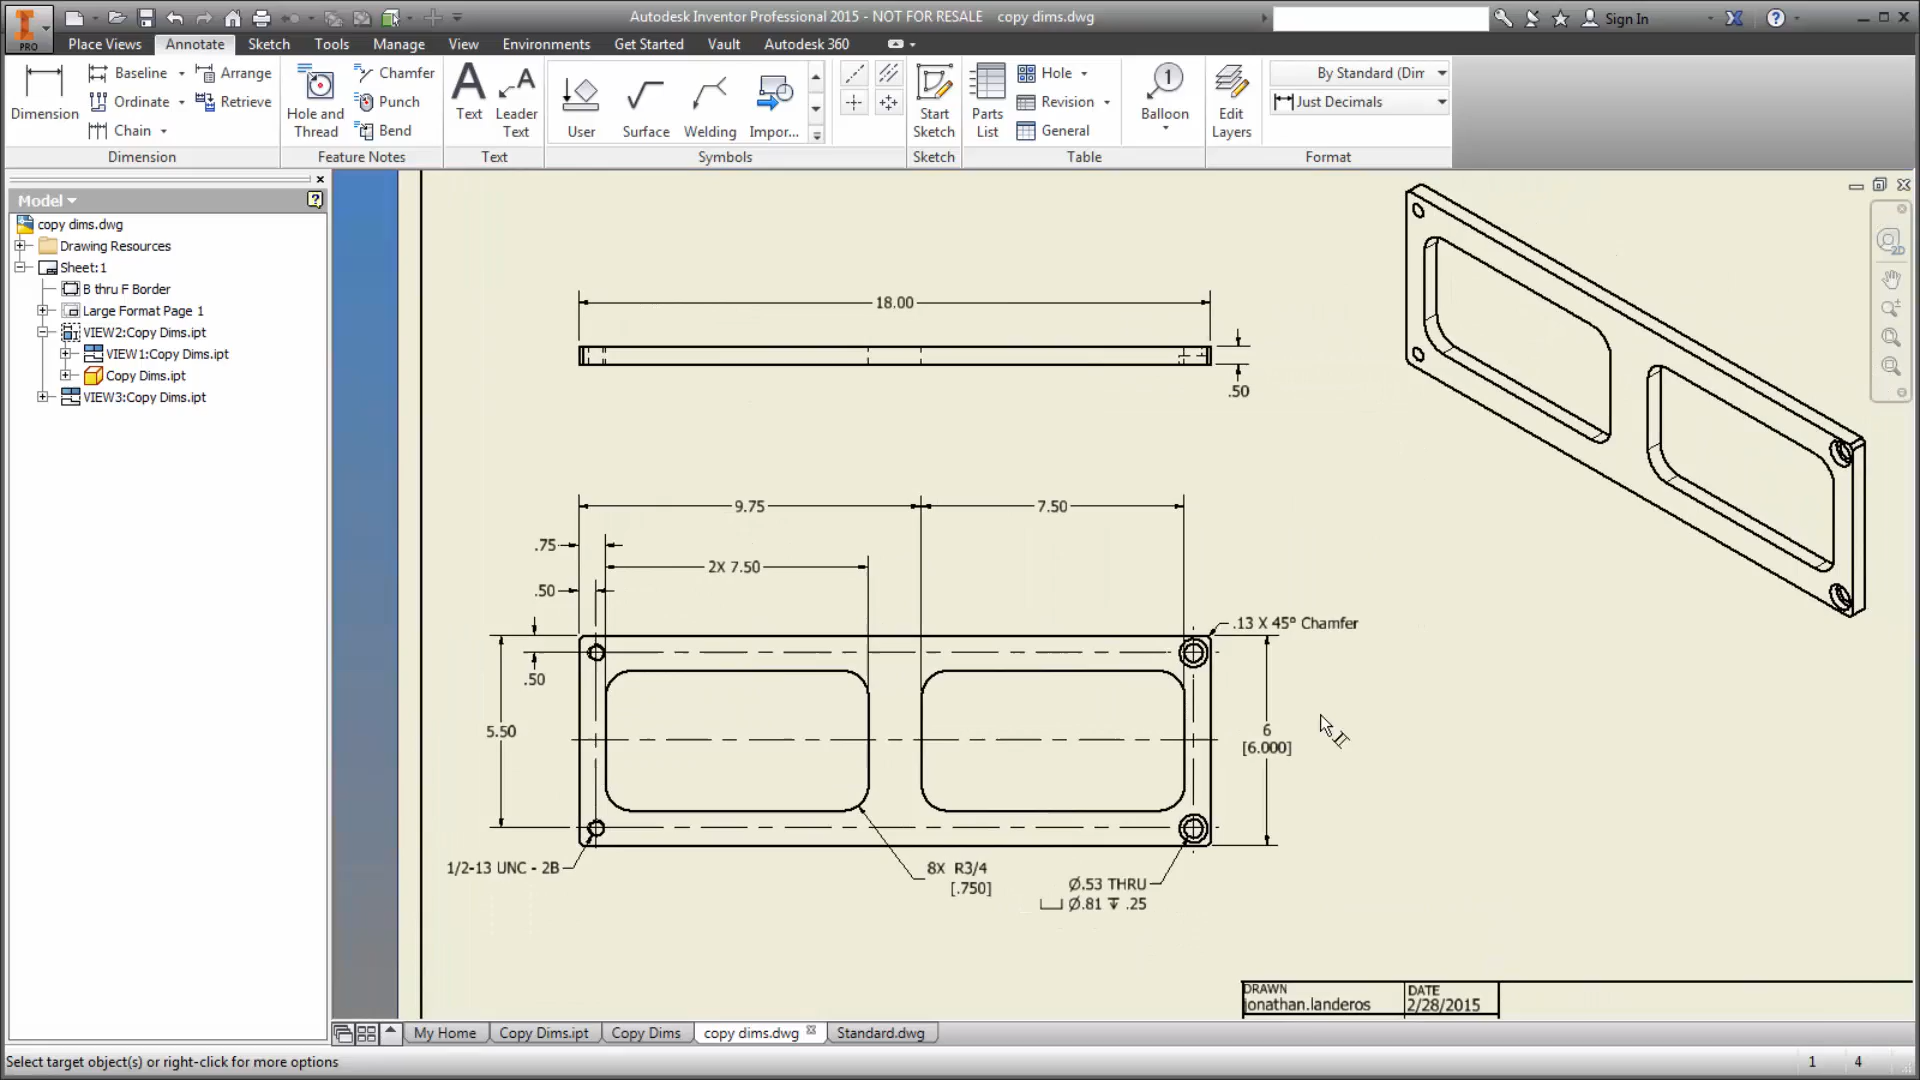 PRO
Autodesk Inventor Professional 2015 - NOT FOR RESALE copy dims.dwg
Sign In
Place Views Annotate Sketch Tools Manage View Environments Get Started Vault Autodesk 360
Dimension
Baseline
Ordinate
Chain
Arrange
Retrieve
Dimension
Hole and
Thread
Chamfer
Punch
Bend
Feature Notes
A Text
A Leader
Text
Text
User
Surface
Welding
Impor...
Symbols
Start
Sketch
Sketch
Parts
List
Hole
Revision
General
1
Balloon
Table
Edit
Layers
By Standard (Dir
Just Decimals
Format
Model
copy dims.dwg
Drawing Resources
Sheet:1
B thru F Border
Large Format Page 1
VIEW2:Copy Dims.ipt
VIEW1:Copy Dims.ipt
Copy Dims.ipt
VIEW3:Copy Dims.ipt
2D
18.00
.50
9.75
7.50
.75
2X 7.50
.50
.13 X 45° Chamfer
.50
5.50
6
[6.000]
1/2-13 UNC - 2B
8X R3/4
[.750]
Ø.53 THRU
⌴ Ø.81 ↧ .25
DRAWN
jonathan.landeros
DATE
2/28/2015
My Home Copy Dims.ipt Copy Dims copy dims.dwg Standard.dwg
Select target object(s) or right-click for more options
1 4